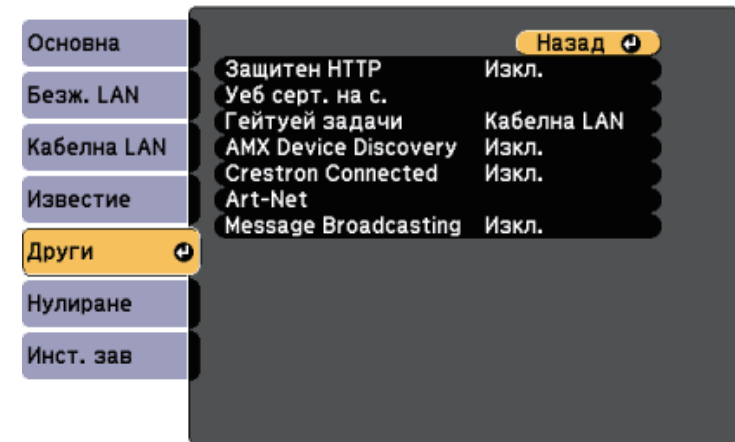 Основна
Безж. LAN
Кабелна LAN
Известие
Други
Нулиране
Инст. зав
Назад
Защитен HTTP Изкл.
Уеб серт. на с.
Гейтуей задачи Кабелна LAN
AMX Device Discovery Изкл.
Crestron Connected Изкл.
Art-Net
Message Broadcasting Изкл.